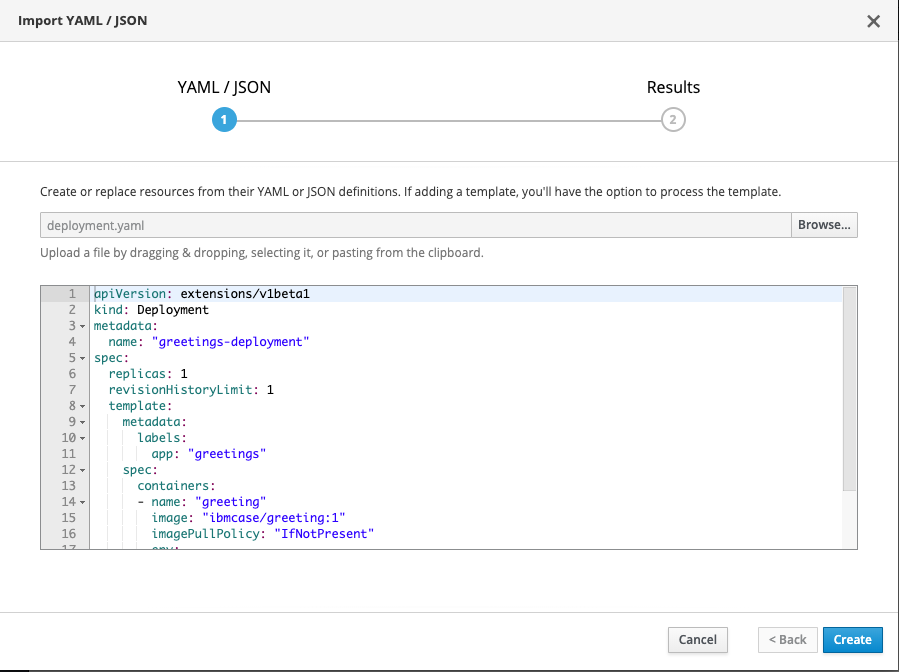 Import YAML / JSON
YAML / JSON
Results
1
2
Create or replace resources from their YAML or JSON definitions. If adding a template, you'll have the option to process the template.
deployment.yaml
Browse...
Upload a file by dragging & dropping, selecting it, or pasting from the clipboard.
1 apiVersion: extensions/v1beta1
2 kind: Deployment
3 metadata:
4   name: "greetings-deployment"
5 spec:
6   replicas: 1
7   revisionHistoryLimit: 1
8   template:
9     metadata:
10       labels:
11         app: "greetings"
12     spec:
13       containers:
14       - name: "greeting"
15         image: "ibmcase/greeting:1"
16         imagePullPolicy: "IfNotPresent"
Cancel
< Back
Create